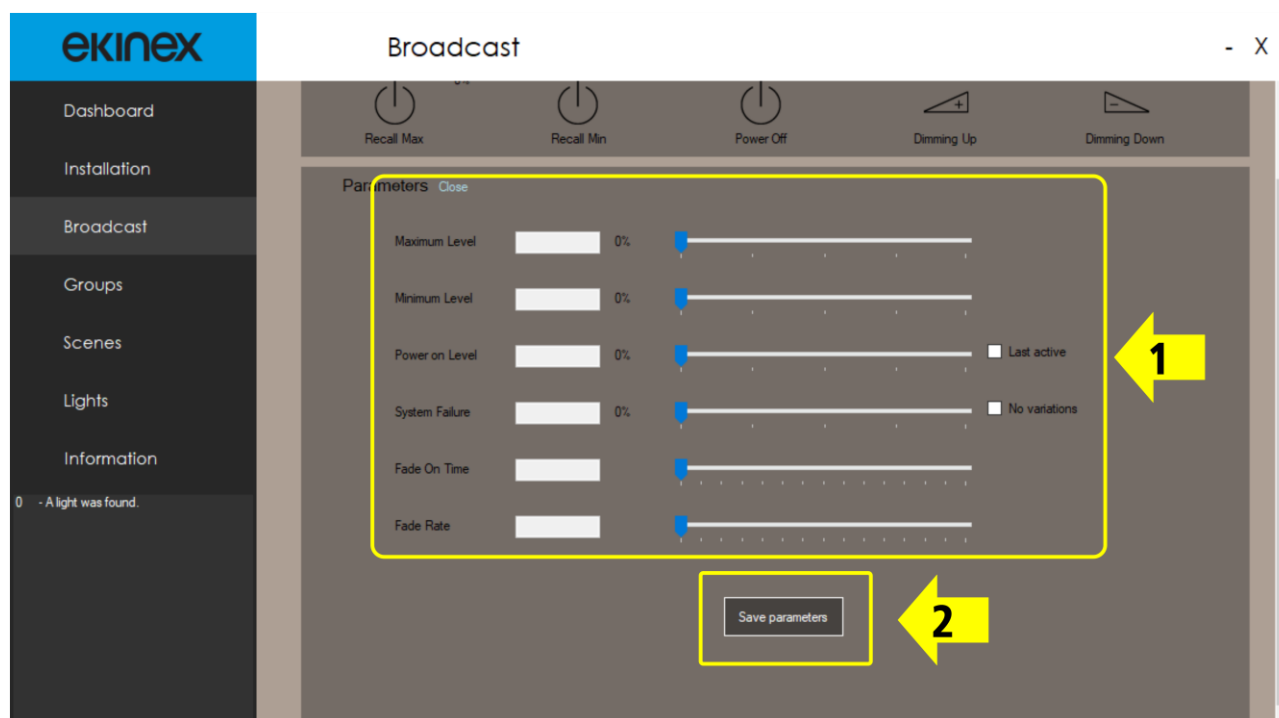 ekinex
Broadcast
- X
Dashboard
Installation
Broadcast
Groups
Scenes
Lights
Information
0 - A light was found.
0%
Recall Max Recall Min Power Off Dimming Up Dimming Down
Parameters Close
Maximum Level 0%
Minimum Level 0%
Power on Level 0% Last active
System Failure 0% No variations
Fade On Time
Fade Rate
1
Save parameters
2